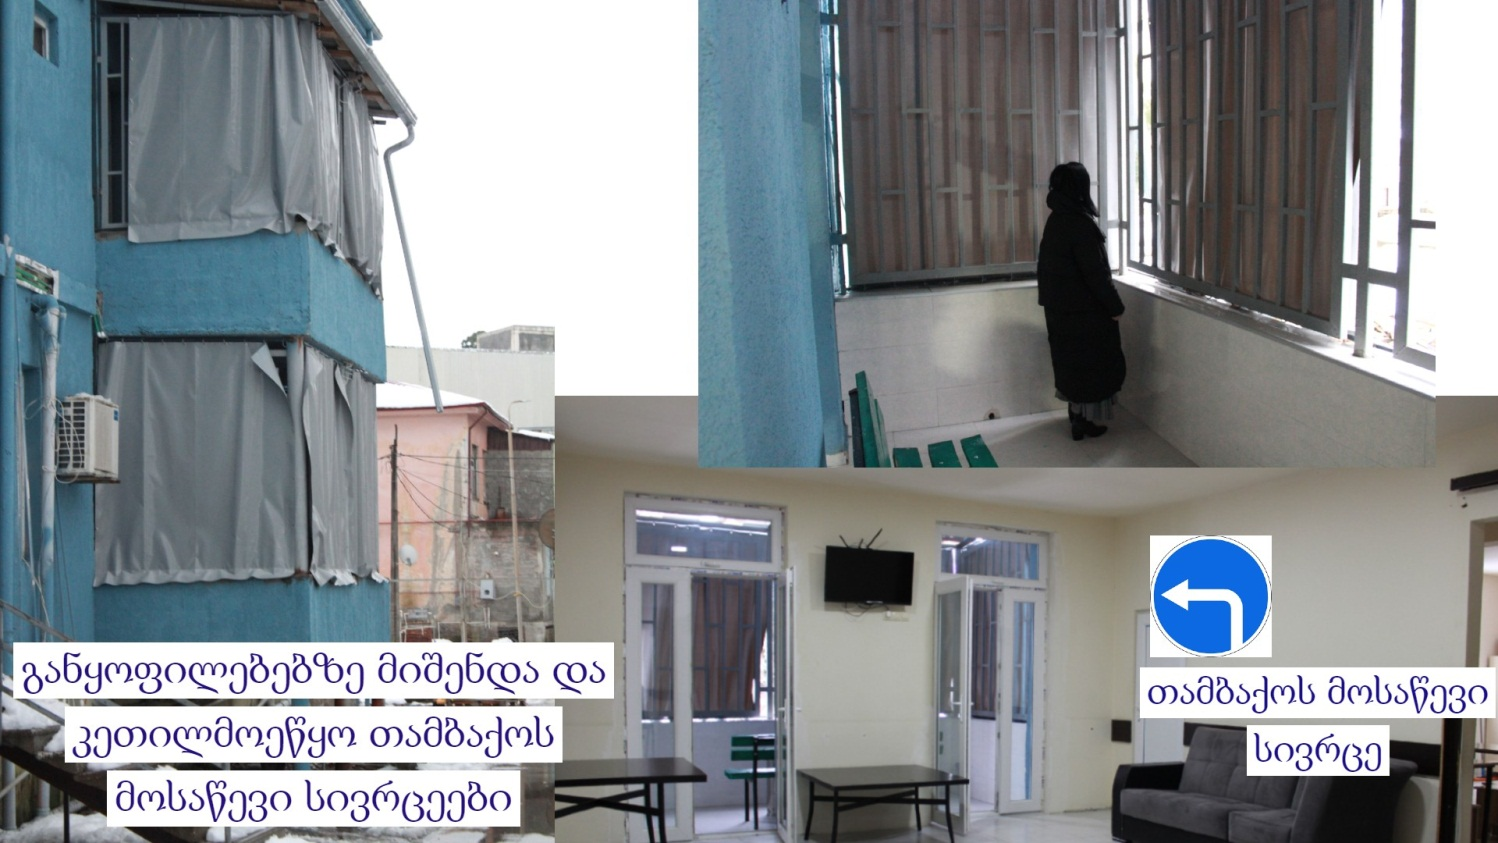 განყოფილებებზე მიშენდა და
კეთილმოეწყო თამბაქოს
მოსაწევი სივრცეები
თამბაქოს მოსაწევი
სივრცე